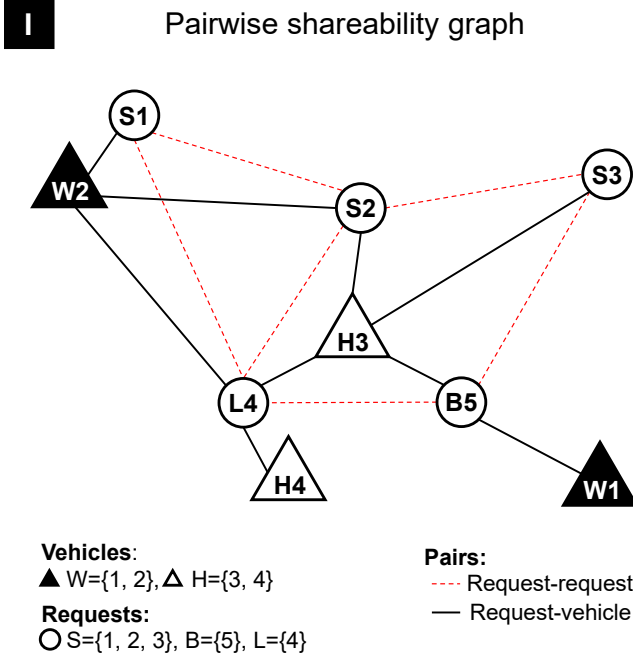 I
Pairwise shareability graph
S1
W2
S2
S3
H3
L4
B5
H4
W1
Vehicles:
W={1, 2}, H={3, 4}
Requests:
S={1, 2, 3}, B={5}, L={4}
Pairs:
Request-request
Request-vehicle